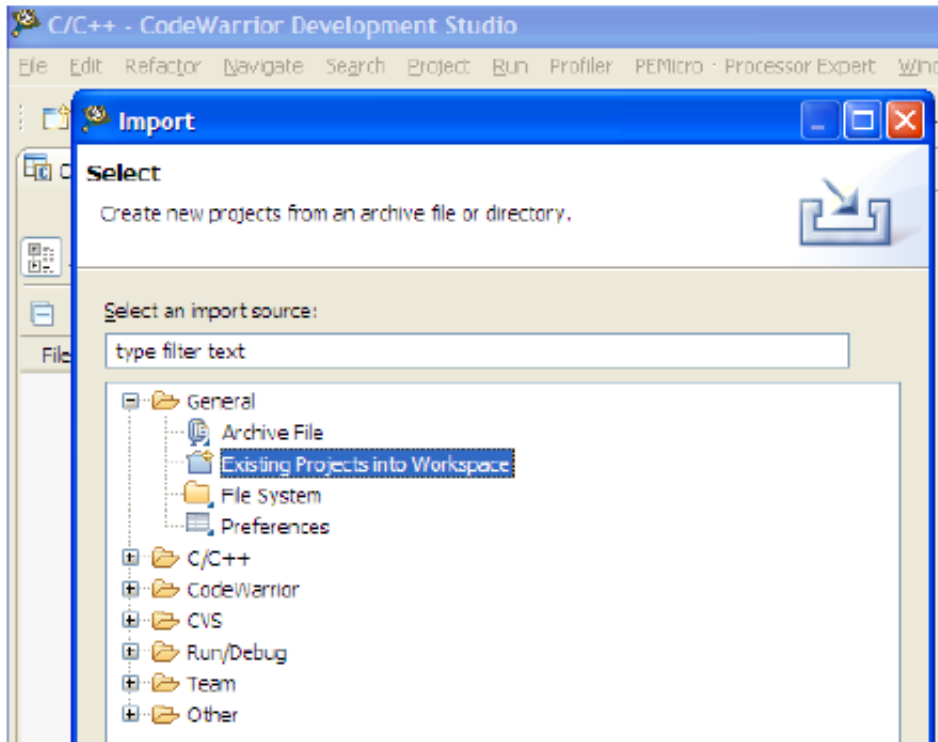 C/C++ - CodeWarrior Development Studio
File Edit Refactor Navigate Search Project Run Profiler PEMicro Processor Expert
Import
Select
Create new projects from an archive file or directory.
Select an import source:
File
type filter text
General
Archive File
Existing Projects into Workspace
File System
Preferences
C/C++
CodeWarrior
CVS
Run/Debug
Team
Other